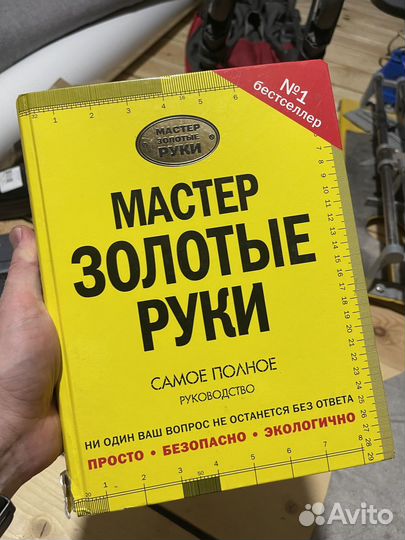 №1
бестселлер
МАСТЕР
ЗОЛОТЫЕ
РУКИ
МАСТЕР
ЗОЛОТЫЕ
РУКИ
САМОЕ ПОЛНОЕ
РУКОВОДСТВО
НИ ОДИН ВАШ ВОПРОС НЕ ОСТАНЕТСЯ БЕЗ ОТВЕТА
ПРОСТО • БЕЗОПАСНО • ЭКОЛОГИЧНО
Avito